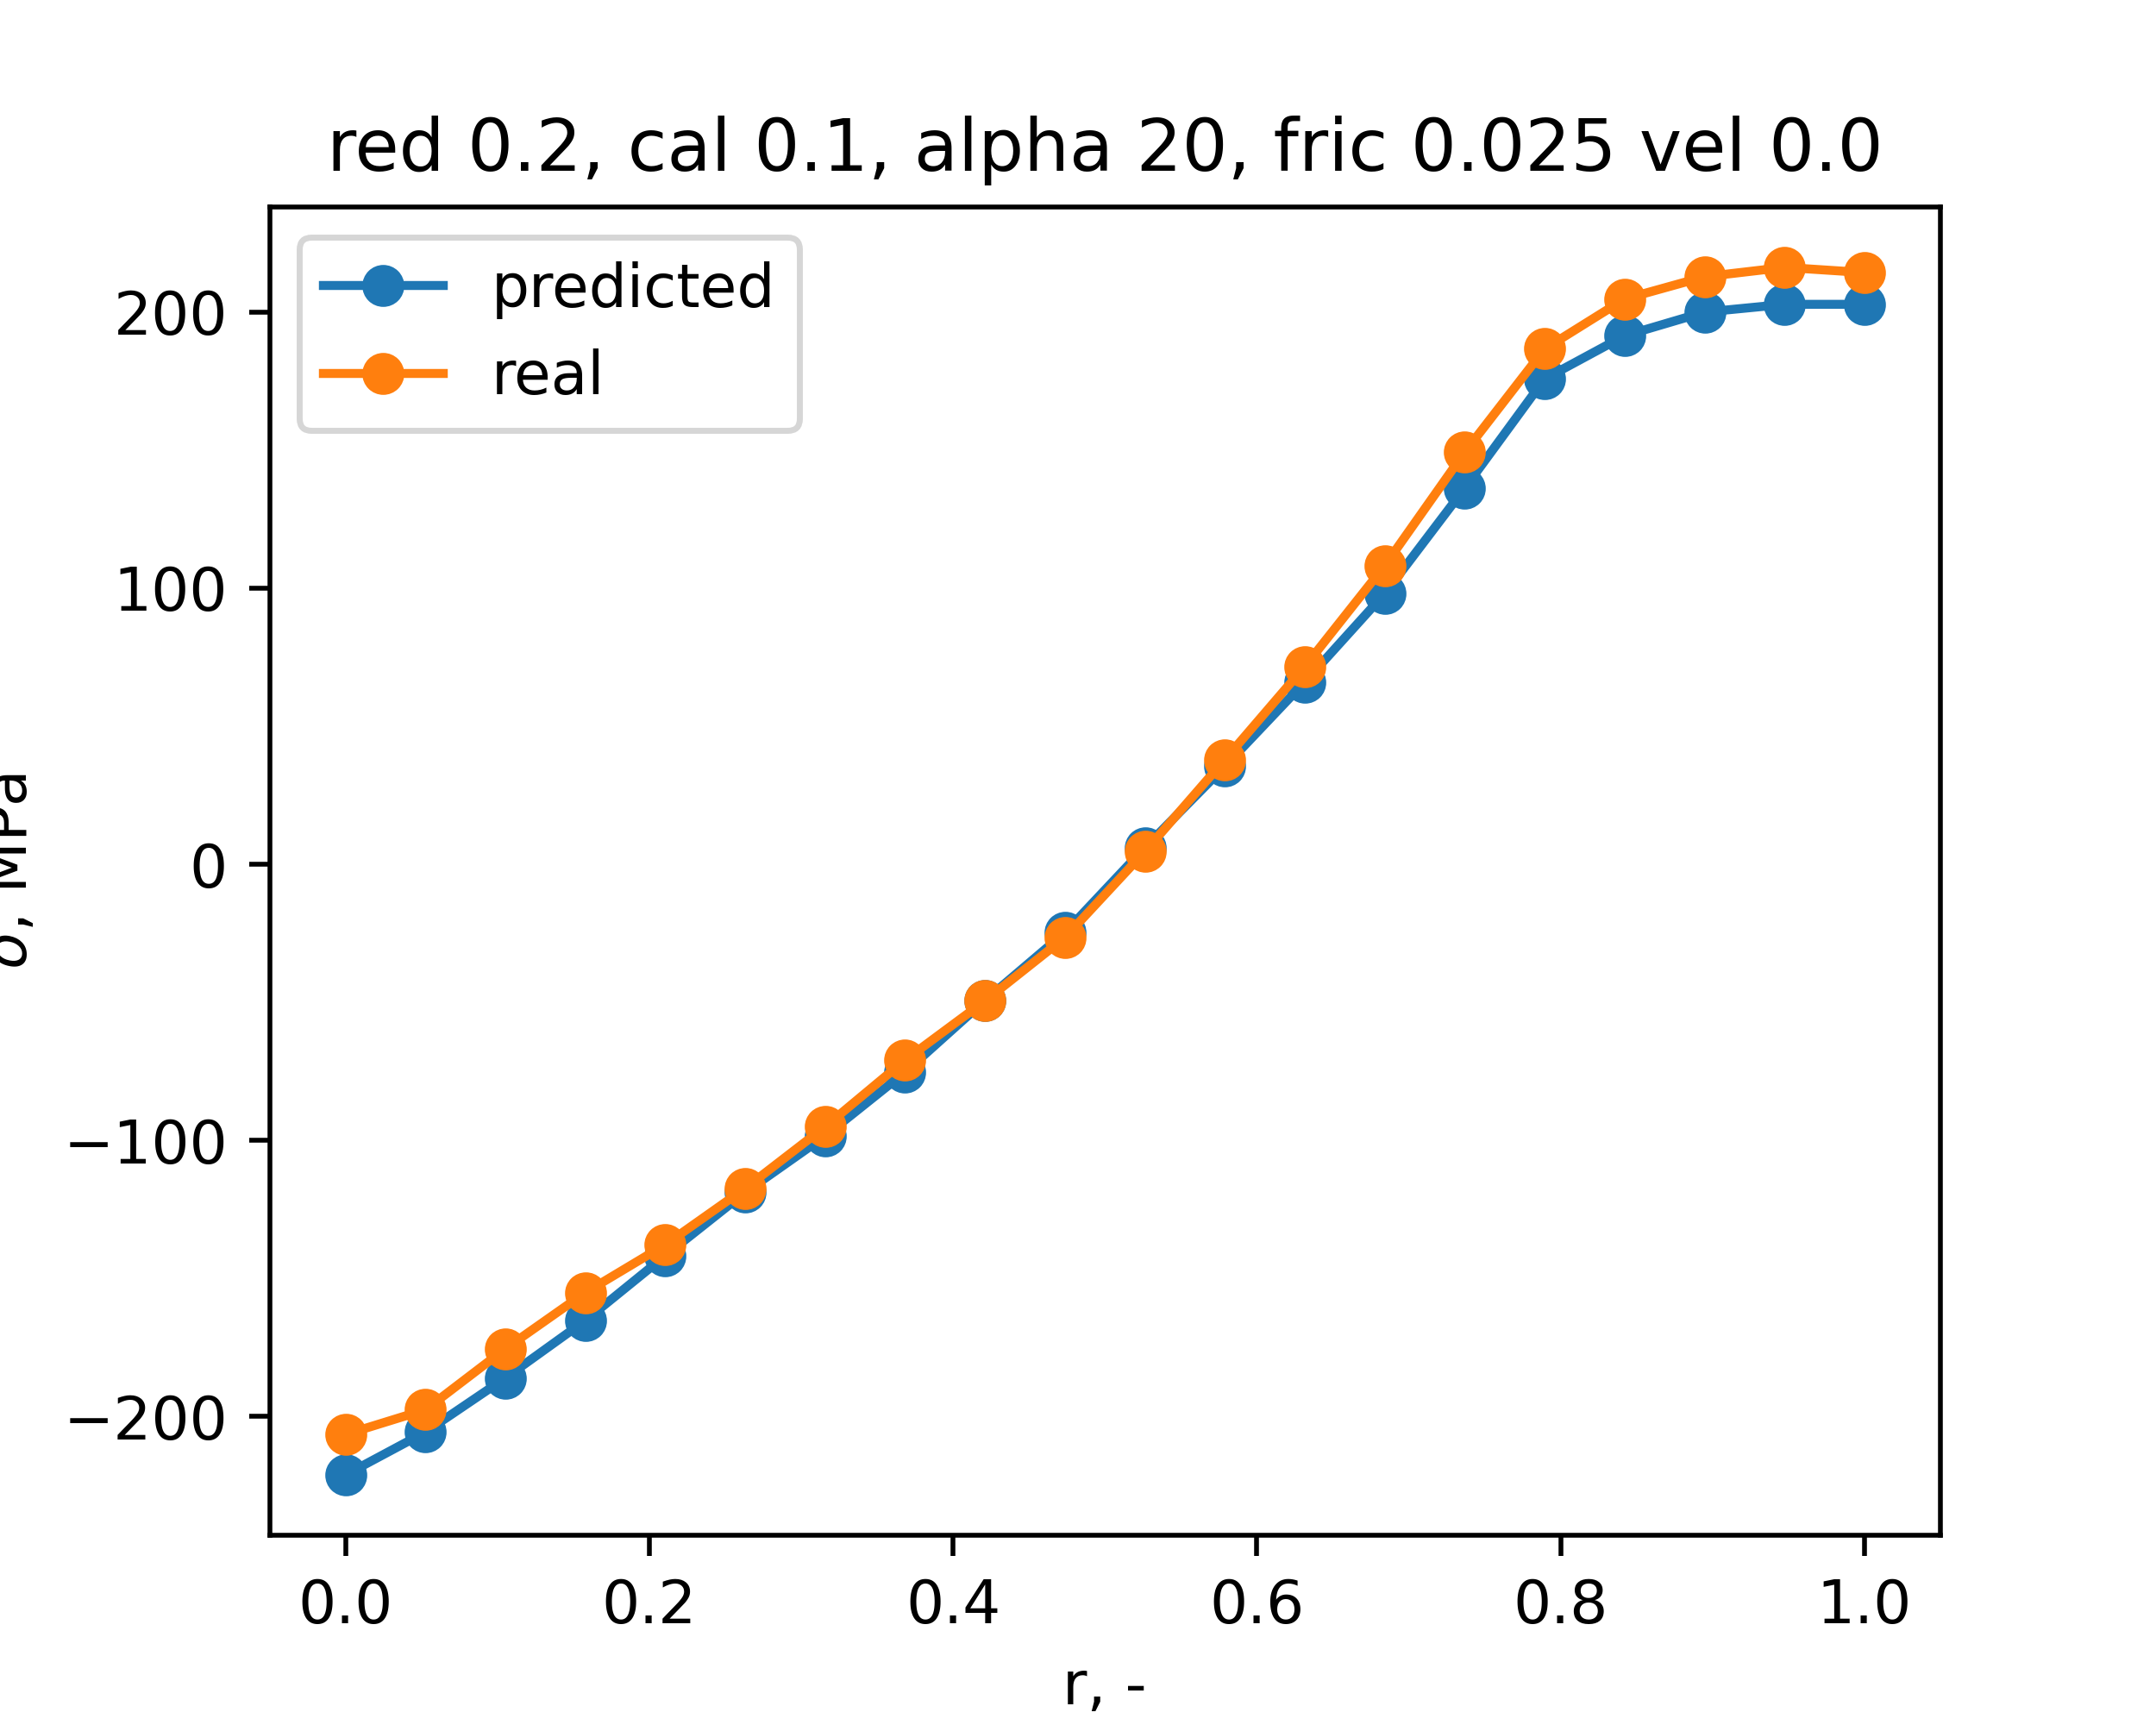 red 0.2, cal 0.1, alpha 20, fric 0.025 vel 0.0
predicted
real
200
100
0
−100
−200
σ, MPa
0.0 0.2 0.4 0.6 0.8 1.0
r, -